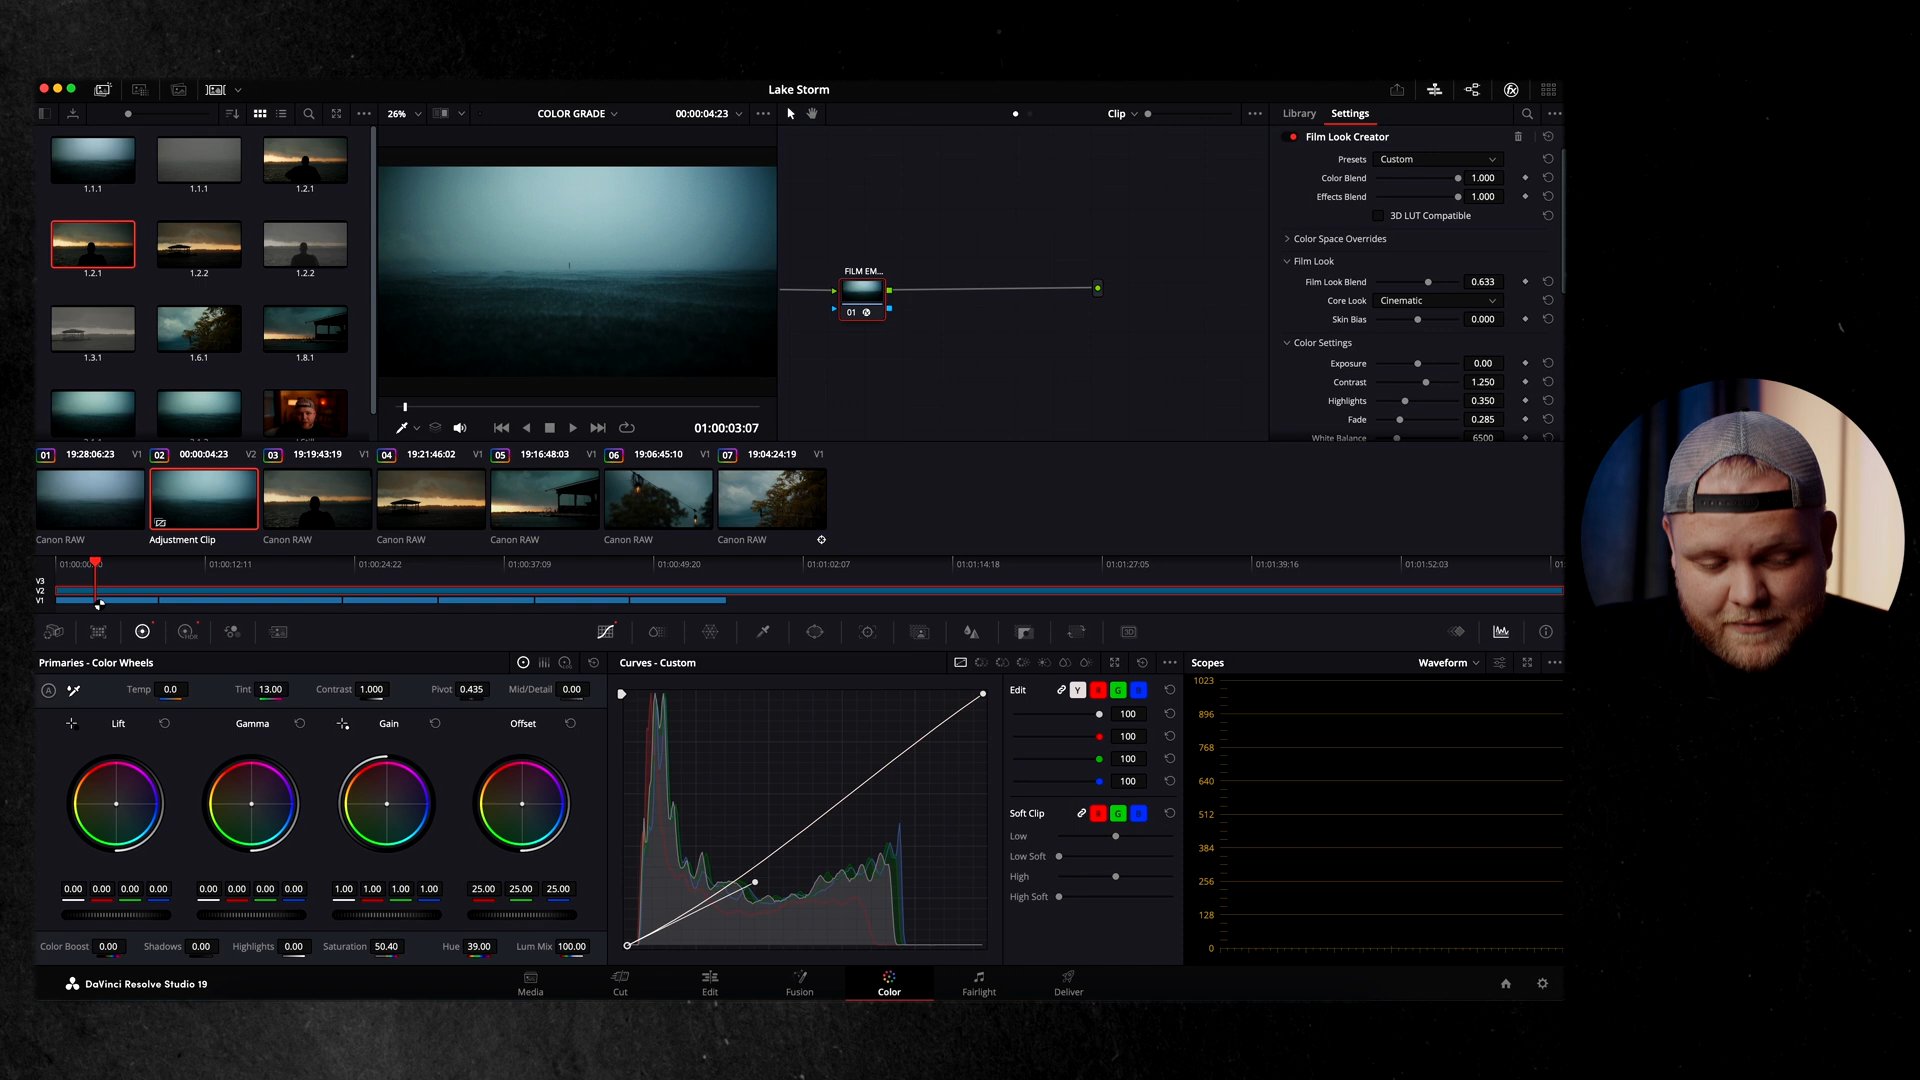 Lake Storm
26%
COLOR GRADE
00:00:04:23
Clip
Library
Settings
Film Look Creator
Presets
Custom
Color Blend
1.000
Effects Blend
1.000
3D LUT Compatible
Color Space Overrides
Film Look
Film Look Blend
0.633
Core Look
Cinematic
Skin Bias
0.000
Color Settings
Exposure
0.00
Contrast
1.250
Highlights
0.350
Fade
0.285
White Balance
6500
1.1.1
1.1.1
1.2.1
1.2.1
1.2.2
1.2.2
1.3.1
1.6.1
1.8.1
FILM EM...
01
01:00:03:07
01 19:28:06:23 V1
02 00:00:04:23 V2
03 19:19:43:19 V1
04 19:21:46:02 V1
05 19:16:48:03 V1
06 19:06:45:10 V1
07 19:04:24:19 V1
Canon RAW
Adjustment Clip
Canon RAW
Canon RAW
Canon RAW
Canon RAW
Canon RAW
01:00:12:11
01:00:24:22
01:00:37:09
01:00:49:20
01:01:02:07
01:01:14:18
01:01:27:05
01:01:39:16
01:01:52:03
V3
V2
V1
HDR
3D
Primaries - Color Wheels
Temp 0.0
Tint 13.00
Contrast 1.000
Pivot 0.435
Mid/Detail 0.00
Lift
Gamma
Gain
Offset
0.00 0.00 0.00 0.00
0.00 0.00 0.00 0.00
1.00 1.00 1.00 1.00
25.00 25.00 25.00
Color Boost 0.00
Shadows 0.00
Highlights 0.00
Saturation 50.40
Hue 39.00
Lum Mix 100.00
Curves - Custom
Edit
Y
R
G
B
100
100
100
100
Soft Clip
R
G
B
Low
Low Soft
High
High Soft
Scopes
Waveform
1023
896
768
640
512
384
256
128
0
DaVinci Resolve Studio 19
Media
Cut
Edit
Fusion
Color
Fairlight
Deliver